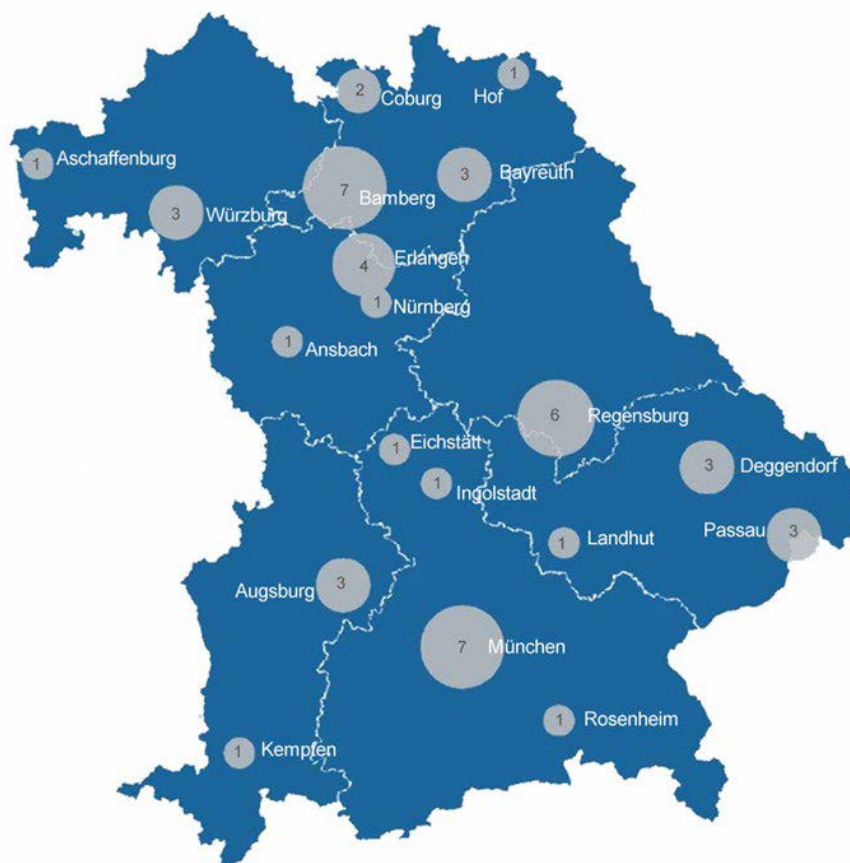 1
Hof
2
Coburg
1
Aschaffenburg
3
Bayreuth
7
Bamberg
3
Würzburg
4
Erlangen
1
Nürnberg
1
Ansbach
6
Regensburg
1
Eichstätt
3
Deggendorf
1
Ingolstadt
Passau
3
1
Landhut
Augsburg
3
7
München
1
Rosenheim
1
Kempten